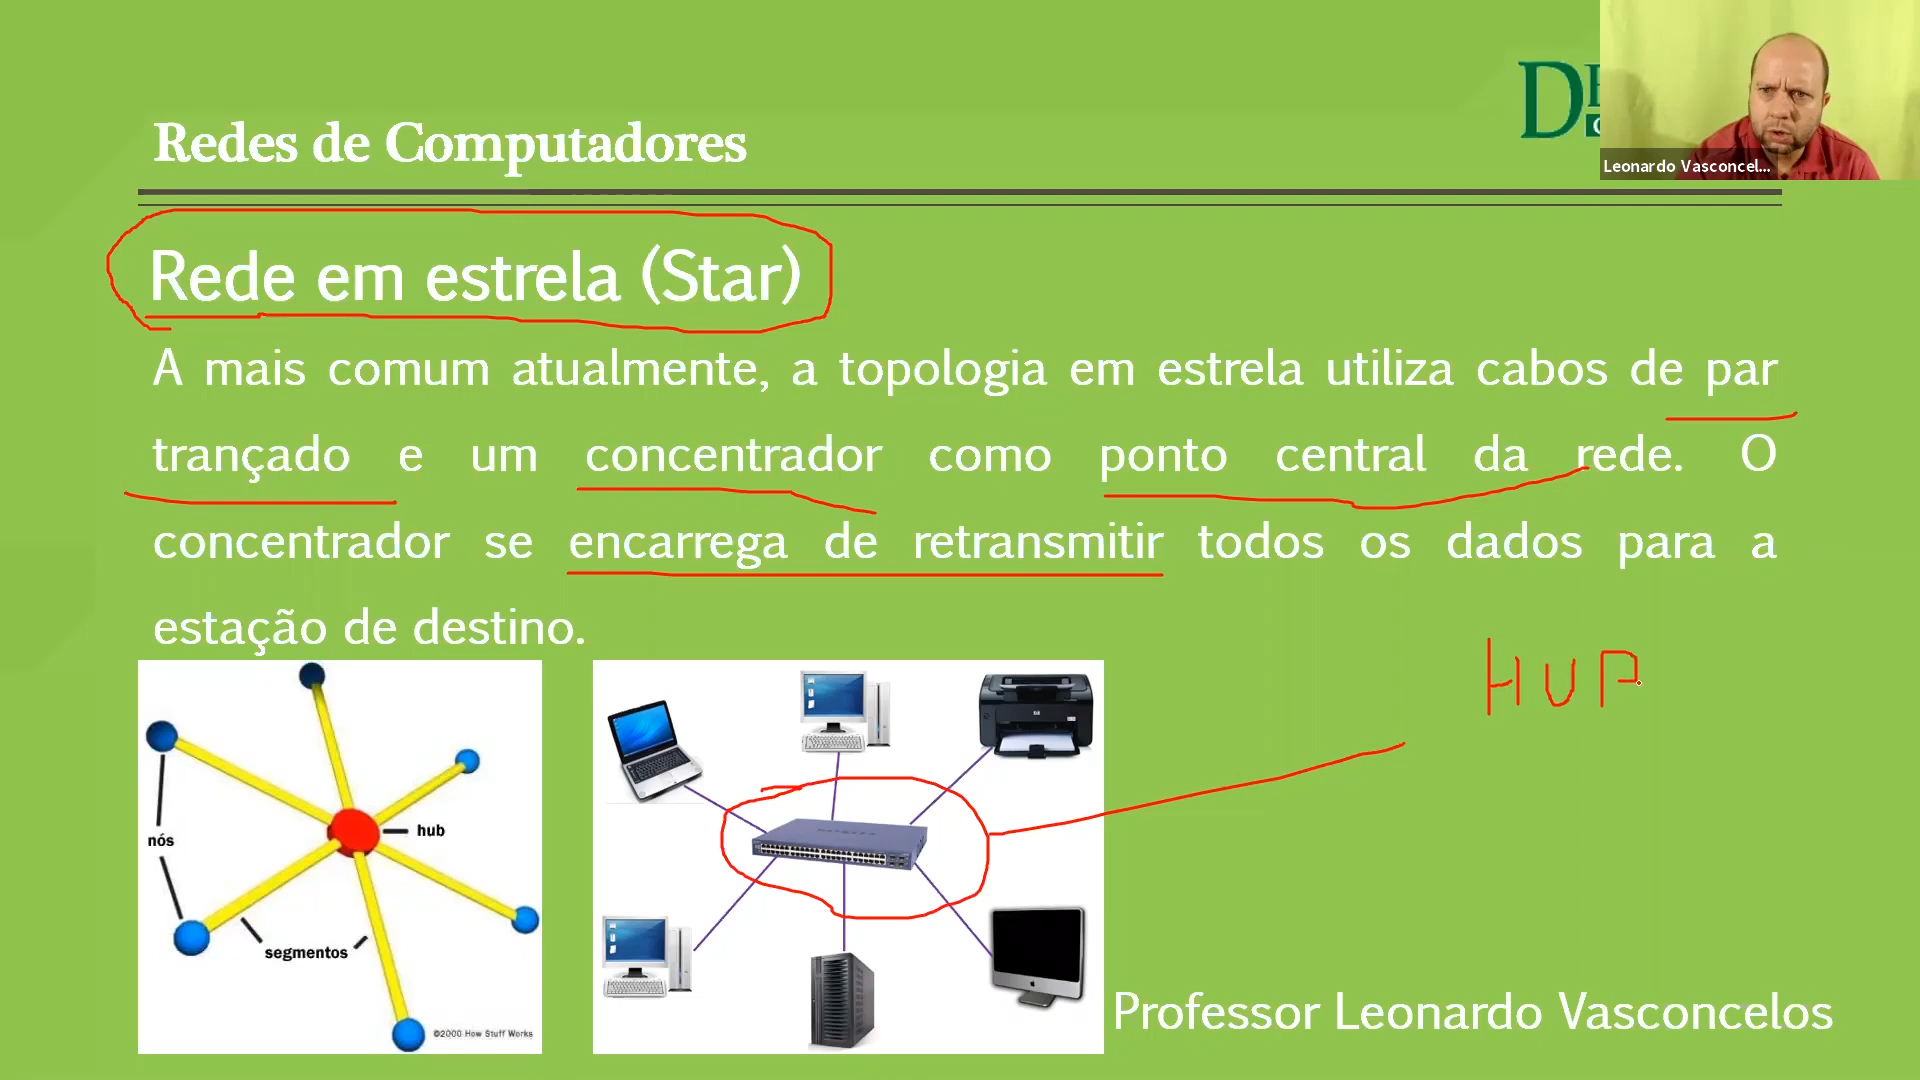 Redes de Computadores
D
Leonardo Vasconcel...
Rede em estrela (Star)
A mais comum atualmente, a topologia em estrela utiliza cabos de par
trançado e um concentrador como ponto central da rede. O
concentrador se encarrega de retransmitir todos os dados para a
estação de destino.
HUP
hub
nós
segmentos
©2000 How Stuff Works
Professor Leonardo Vasconcelos